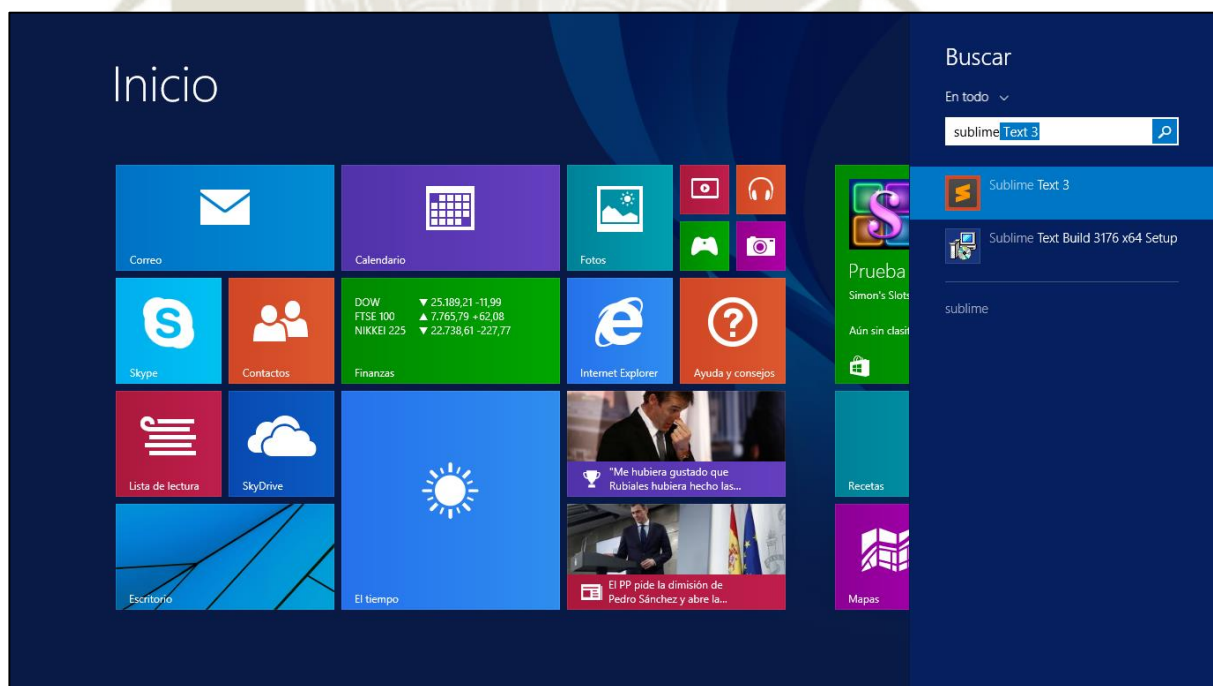 Inicio
Correo
Calendario
Fotos
Skype
Contactos
DOW ▼ 25.189,21 -11,99
FTSE 100 ▲ 7.765,79 +62,08
NIKKEI 225 ▼ 22.738,61 -227,77
Finanzas
Internet Explorer
Ayuda y consejos
Lista de lectura
SkyDrive
"Me hubiera gustado que
Rubiales hubiera hecho las...
Escritorio
El tiempo
El PP pide la dimisión de
Pedro Sánchez y abre la...
Prueba
Simon's Slots
Aún sin clasif
Recetas
Mapas
Buscar
En todo
sublime Text 3
Sublime Text 3
Sublime Text Build 3176 x64 Setup
sublime